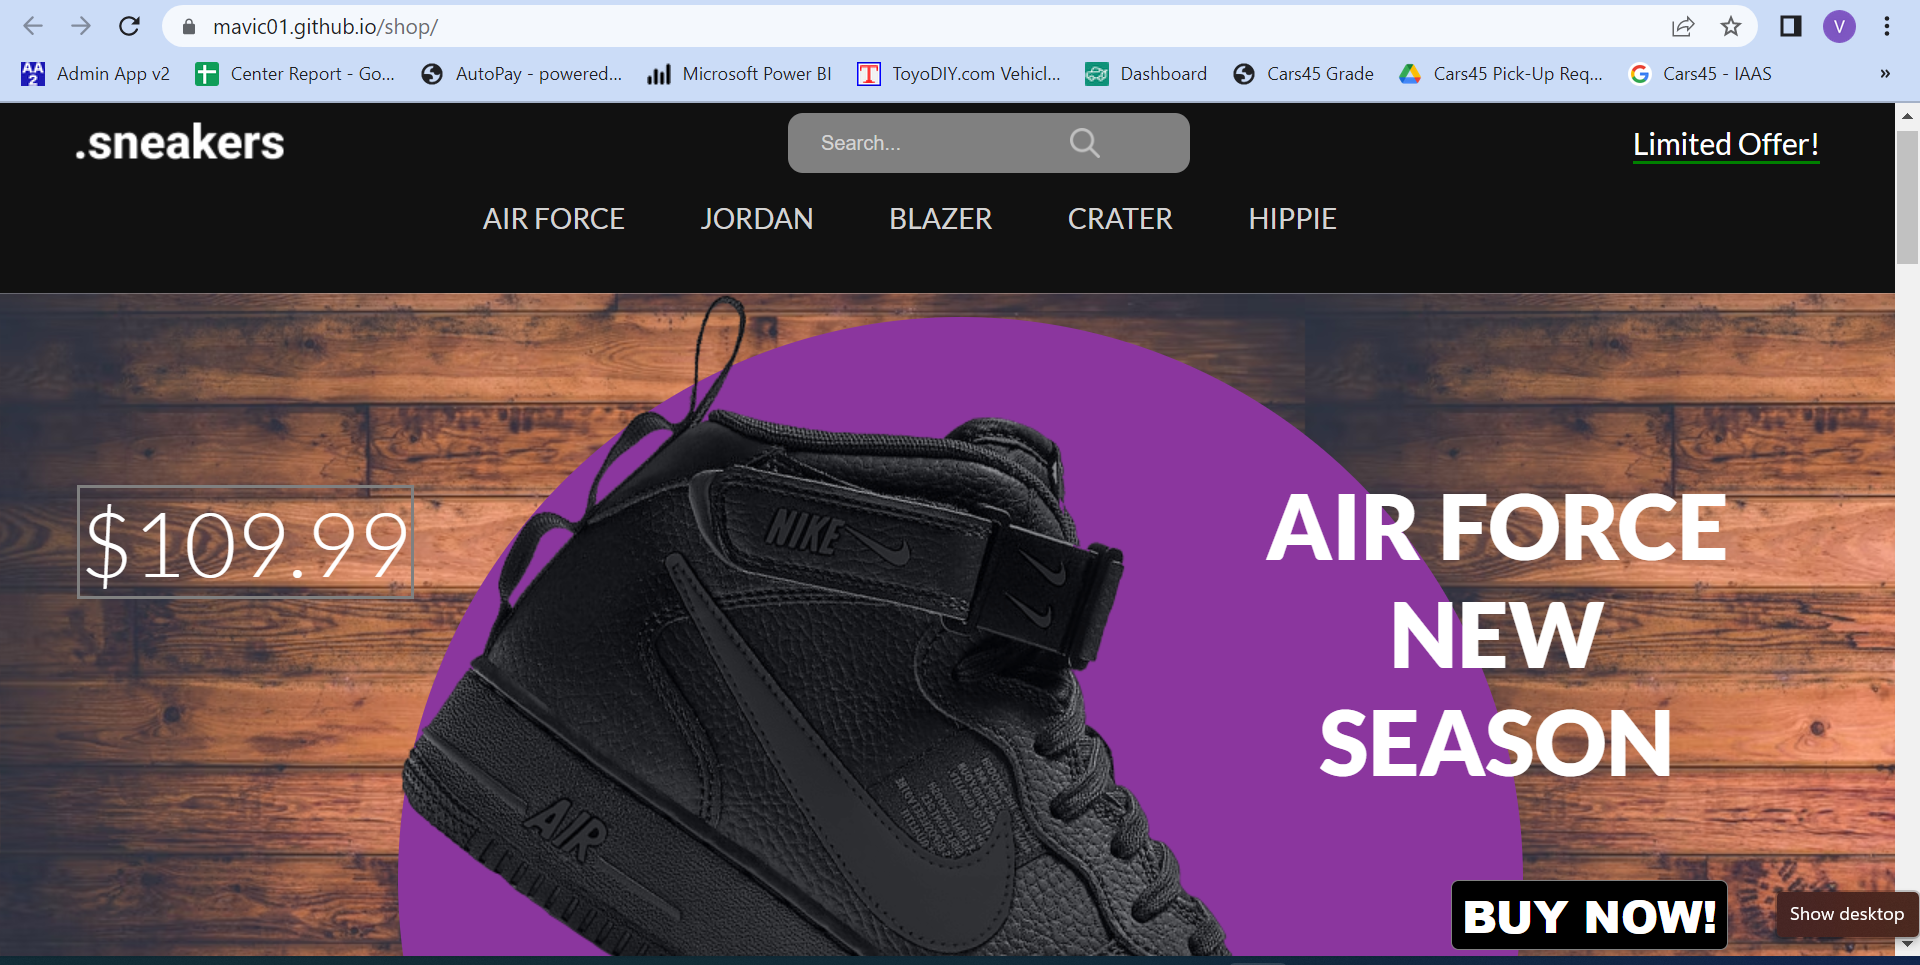 mavic01.github.io/shop/
V
AA
2
Admin App v2
Center Report - Go...
AutoPay - powered...
Microsoft Power BI
T
ToyoDIY.com Vehicl...
Dashboard
Cars45 Grade
Cars45 Pick-Up Req...
G
Cars45 - IAAS
»
.sneakers
Search...
Limited Offer!
AIR FORCE
JORDAN
BLAZER
CRATER
HIPPIE
$109.99
NIKE
AIR
AIR FORCE
NEW
SEASON
BUY NOW!
Show desktop